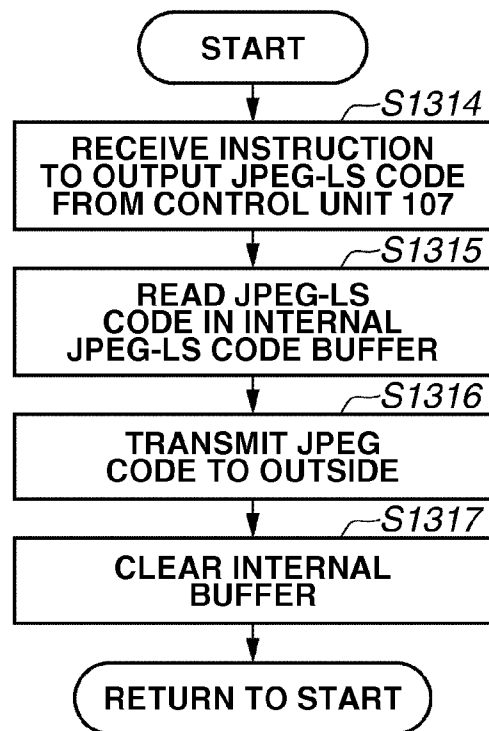 START
S1314
RECEIVE INSTRUCTION
TO OUTPUT JPEG-LS CODE
FROM CONTROL UNIT 107
S1315
READ JPEG-LS
CODE IN INTERNAL
JPEG-LS CODE BUFFER
S1316
TRANSMIT JPEG
CODE TO OUTSIDE
S1317
CLEAR INTERNAL
BUFFER
RETURN TO START